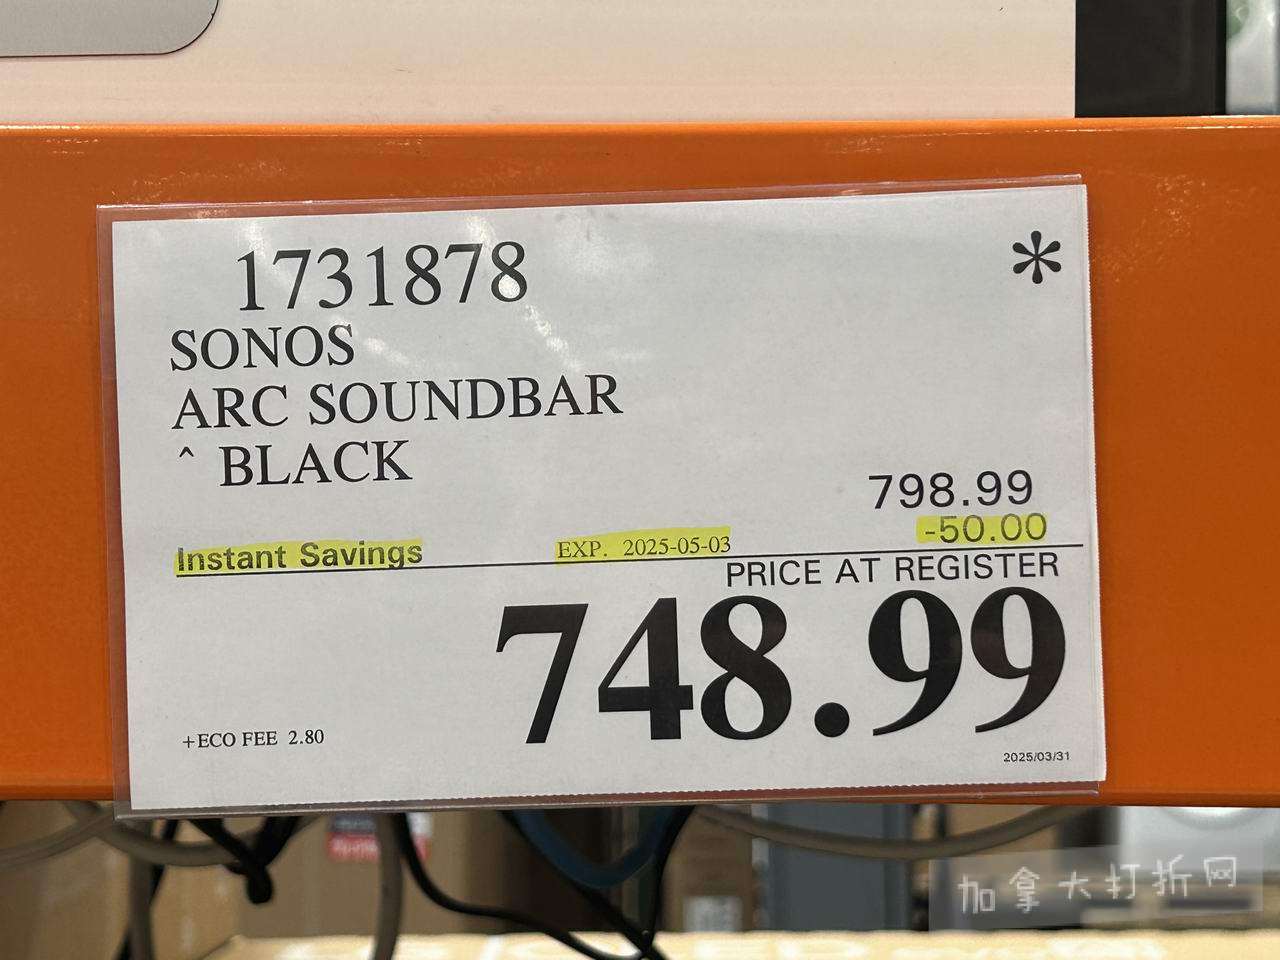 1731878
*
SONOS
ARC SOUNDBAR
^ BLACK
798.99
Instant Savings EXP. 2025-05-03 -50.00
PRICE AT REGISTER
748.99
+ECO FEE 2.80
2025/03/31
加拿大打折网